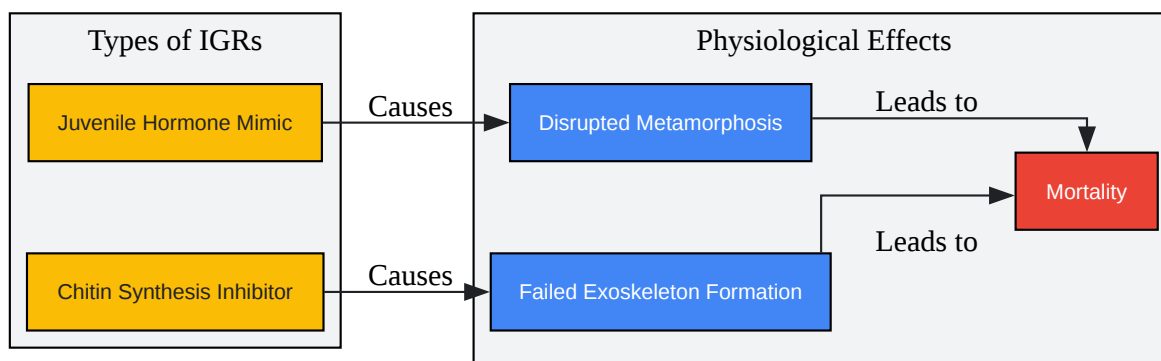 Types of IGRs
Physiological Effects
Juvenile Hormone Mimic
Causes
Disrupted Metamorphosis
Leads to
Mortality
Chitin Synthesis Inhibitor
Causes
Failed Exoskeleton Formation
Leads to